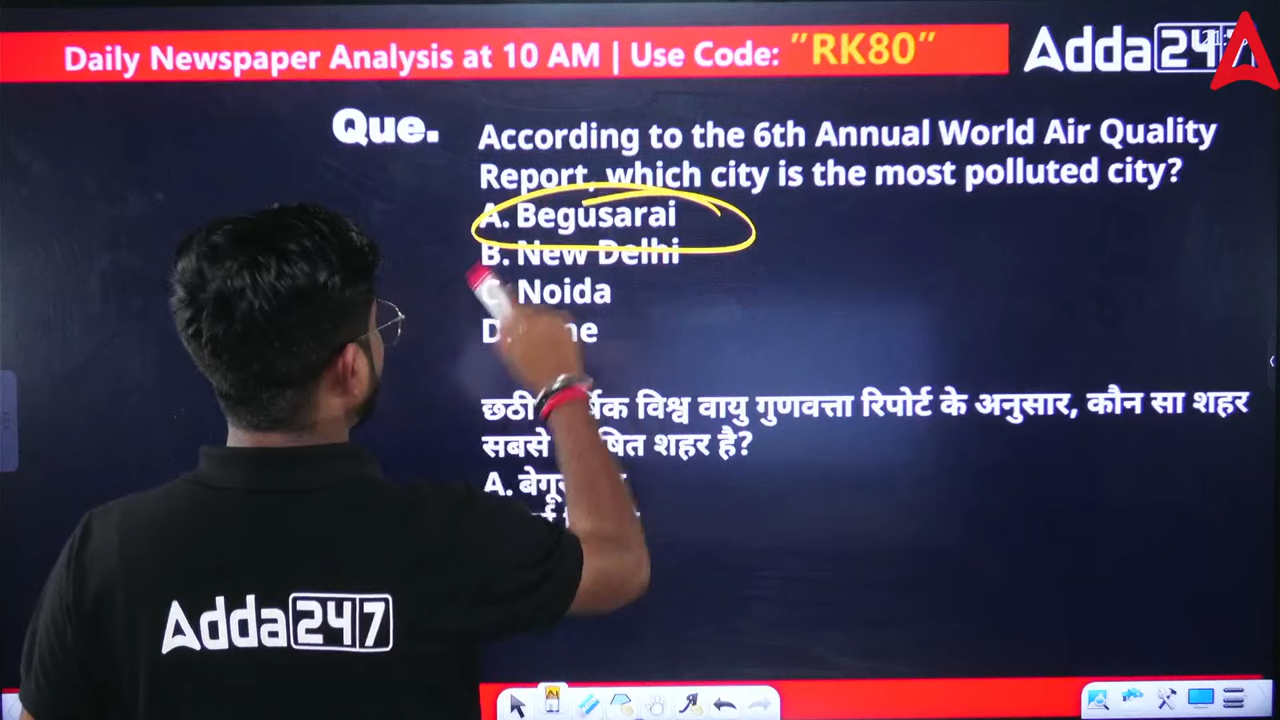 Daily Newspaper Analysis at 10 AM | Use Code: "RK80"
Adda247
Que.
According to the 6th Annual World Air Quality
Report, which city is the most polluted city?
A. Begusarai
B. New Delhi
C. Noida
D.
छठी विश्व वायु गुणवत्ता रिपोर्ट के अनुसार, कौन सा शहर
सबसे शहर है?
A.
Adda247